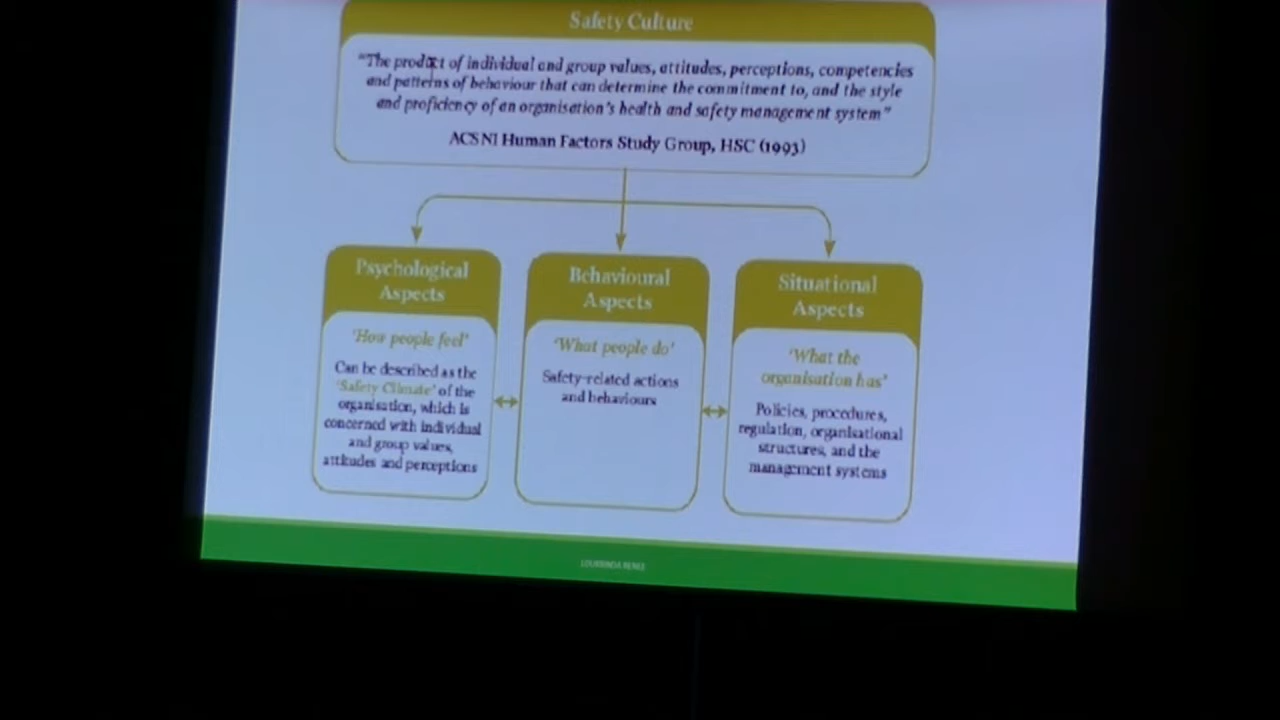 Safety Culture
"The product of individual and group values, attitudes, perceptions, competencies
and patterns of behaviour that can determine the commitment to, and the style
and proficiency of an organisation's health and safety management system"
ACSNI Human Factors Study Group, HSC (1993)
Psychological
Aspects
'How people feel'
Can be described as the
'Safety Climate' of the
organisation, which is
concerned with individual
and group values,
attitudes and perceptions
Behavioural
Aspects
'What people do'
Safety-related actions
and behaviours
Situational
Aspects
'What the
organisation has'
Policies, procedures,
regulation, organisational
structures, and the
management systems